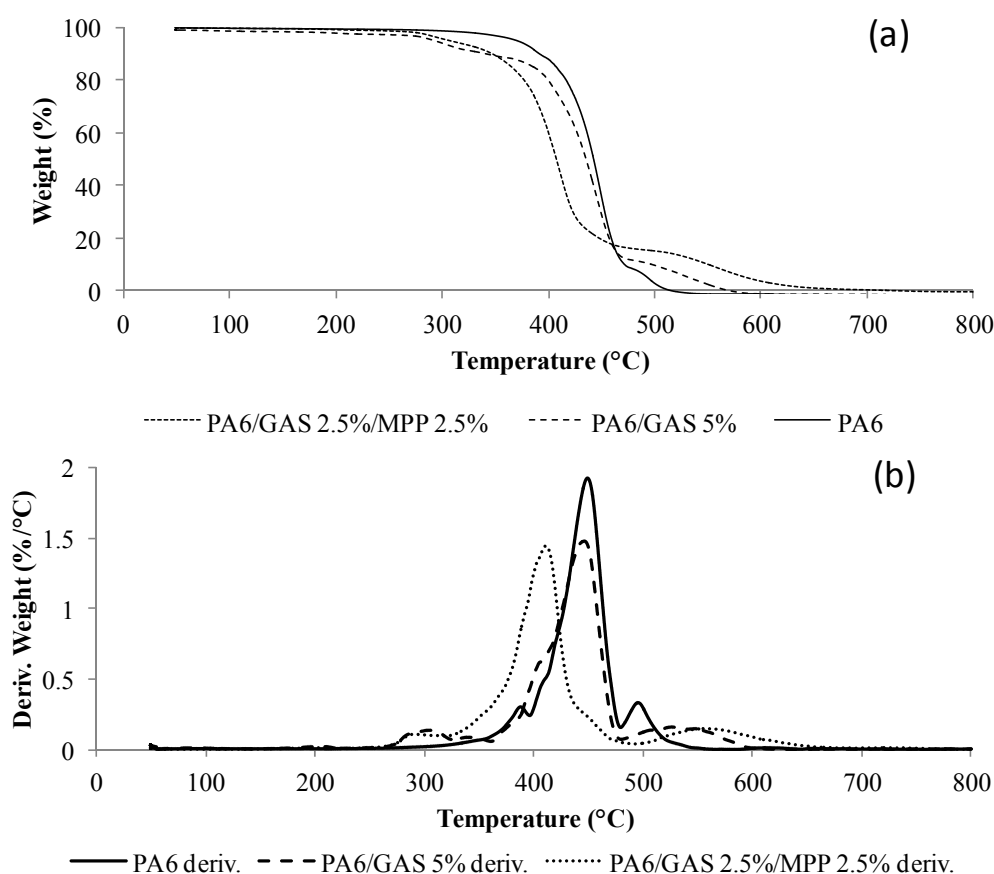 (a)
100
80
60
40
20
0
Weight (%)
0 100 200 300 400 500 600 700 800
Temperature (°C)
PA6/GAS 2.5%/MPP 2.5% PA6/GAS 5% PA6
(b)
2
1.5
1
0.5
0
Deriv. Weight (%/°C)
0 100 200 300 400 500 600 700 800
Temperature (°C)
PA6 deriv. PA6/GAS 5% deriv. PA6/GAS 2.5%/MPP 2.5% deriv.